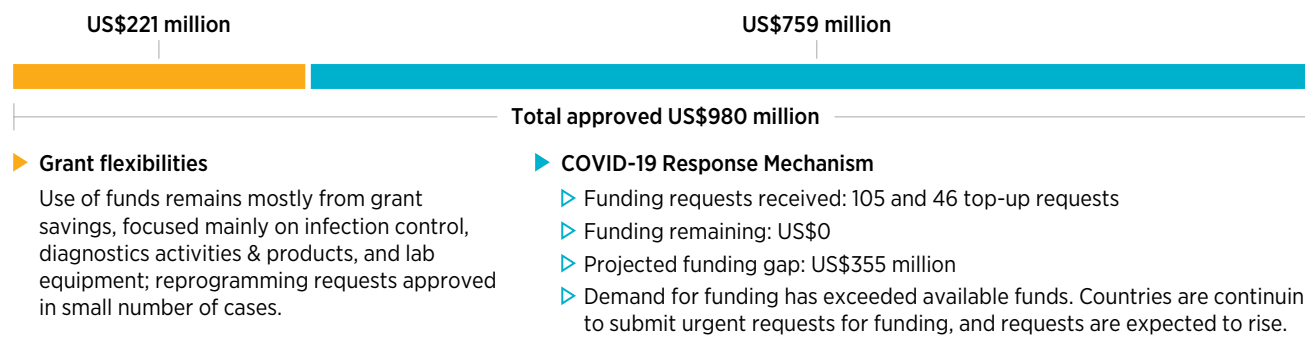 US$221 million
US$759 million
Total approved US$980 million
Grant flexibilities
Use of funds remains mostly from grant
savings, focused mainly on infection control,
diagnostics activities & products, and lab
equipment; reprogramming requests approved
in small number of cases.
COVID-19 Response Mechanism
Funding requests received: 105 and 46 top-up requests
Funding remaining: US$0
Projected funding gap: US$355 million
Demand for funding has exceeded available funds. Countries are continuin
to submit urgent requests for funding, and requests are expected to rise.